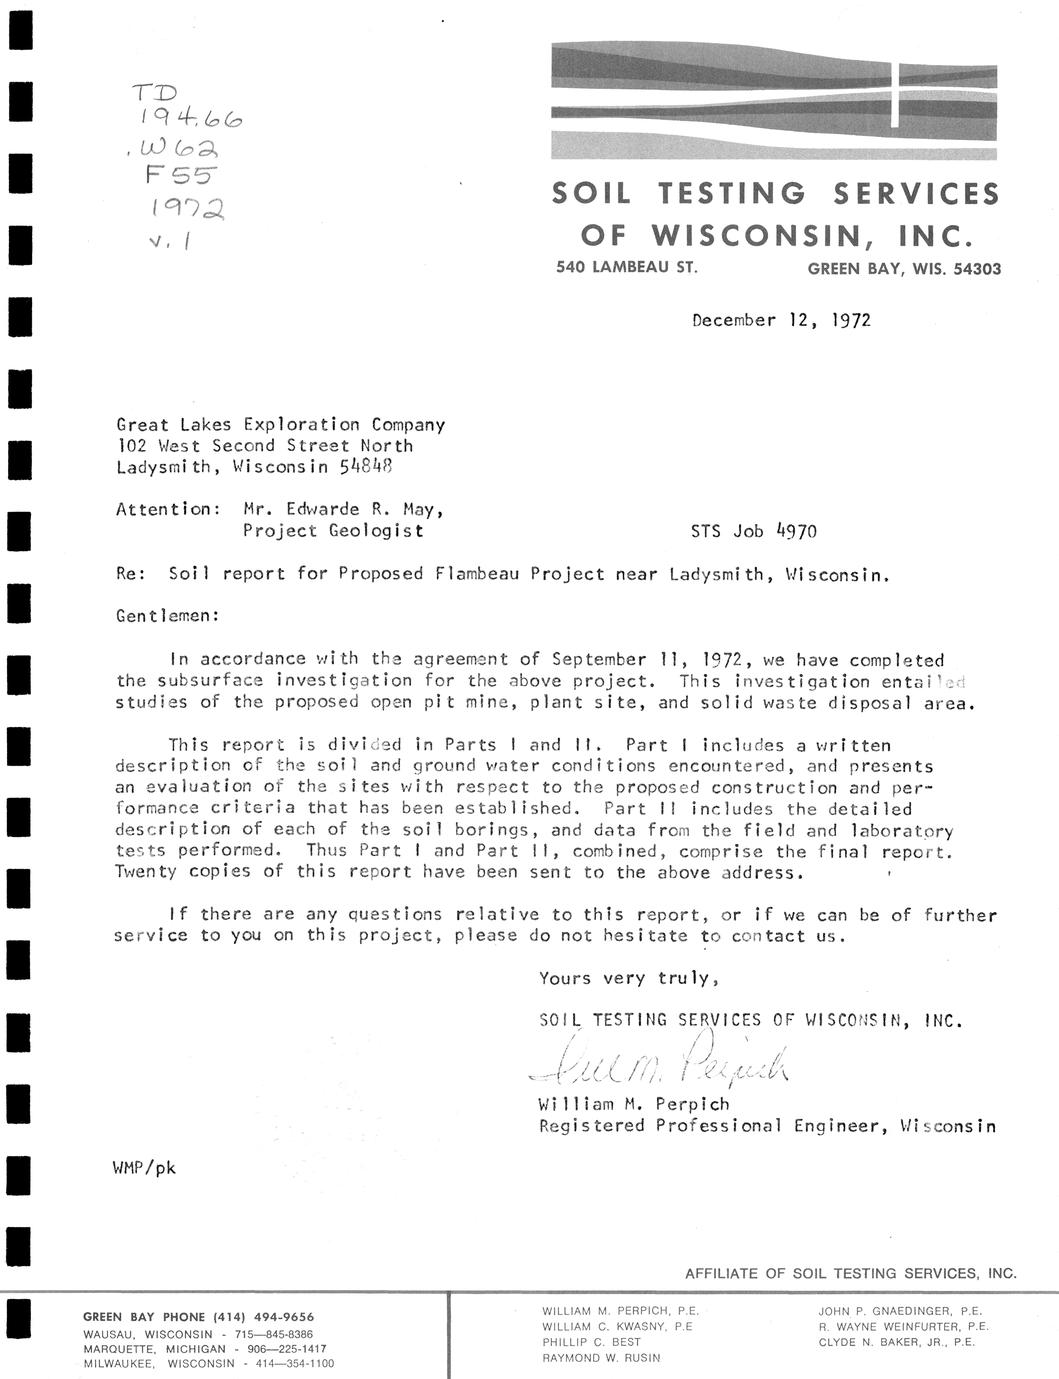 TD
194.66
.W62
F55
1972
v. 1
SOIL TESTING SERVICES
OF WISCONSIN, INC.
540 LAMBEAU ST. GREEN BAY, WIS. 54303
December 12, 1972
Great Lakes Exploration Company
102 West Second Street North
Ladysmith, Wisconsin 54848
Attention: Mr. Edwarde R. May,
Project Geologist STS Job 4970
Re: Soil report for Proposed Flambeau Project near Ladysmith, Wisconsin.
Gentlemen:
In accordance with the agreement of September 11, 1972, we have completed
the subsurface investigation for the above project. This investigation entailed
studies of the proposed open pit mine, plant site, and solid waste disposal area.
This report is divided in Parts I and II. Part I includes a written
description of the soil and ground water conditions encountered, and presents
an evaluation of the sites with respect to the proposed construction and per-
formance criteria that has been established. Part II includes the detailed
description of each of the soil borings, and data from the field and laboratory
tests performed. Thus Part I and Part II, combined, comprise the final report.
Twenty copies of this report have been sent to the above address.
If there are any questions relative to this report, or if we can be of further
service to you on this project, please do not hesitate to contact us.
Yours very truly,
SOIL TESTING SERVICES OF WISCONSIN, INC.
Will M. Perpich
William M. Perpich
Registered Professional Engineer, Wisconsin
WMP/pk
AFFILIATE OF SOIL TESTING SERVICES, INC.
GREEN BAY PHONE (414) 494-9656
WAUSAU, WISCONSIN - 715—845-8386
MARQUETTE, MICHIGAN - 906—225-1417
MILWAUKEE, WISCONSIN - 414—354-1100
WILLIAM M. PERPICH, P.E.
WILLIAM C. KWASNY, P.E
PHILLIP C. BEST
RAYMOND W. RUSIN
JOHN P. GNAEDINGER, P.E.
R. WAYNE WEINFURTER, P.E.
CLYDE N. BAKER, JR., P.E.